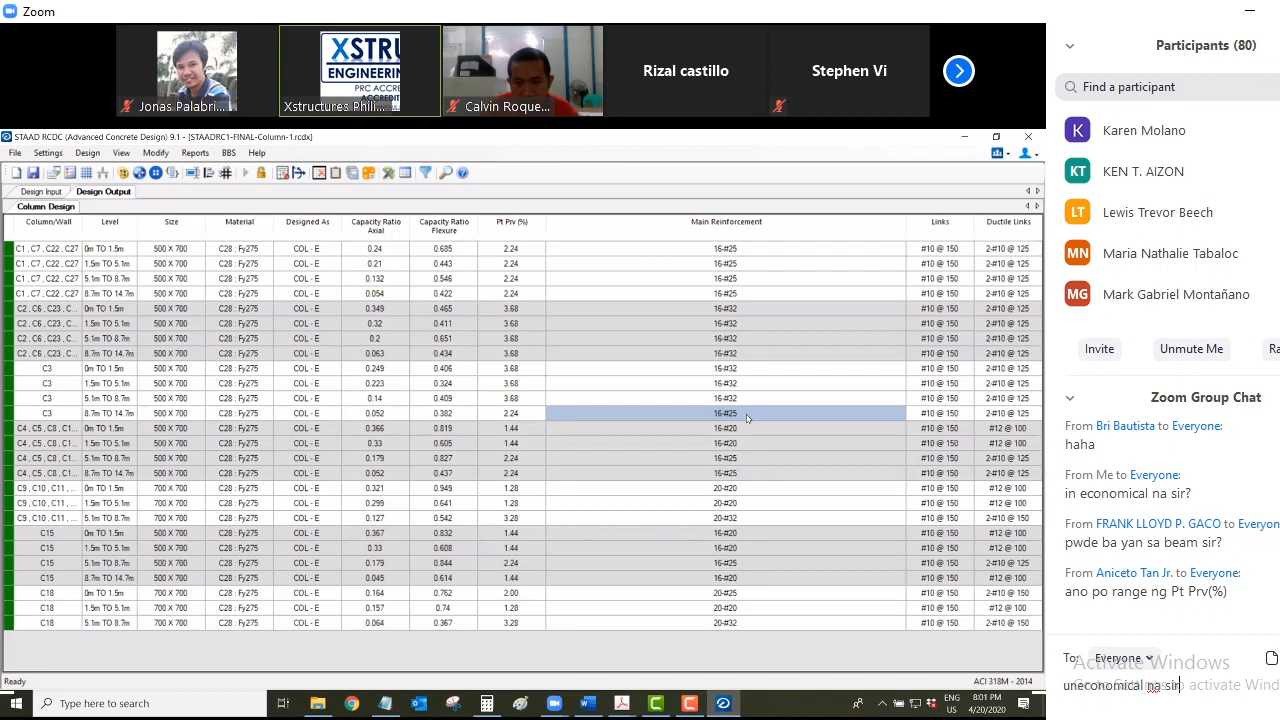 Zoom
Participants (80)
XSTRU
ENGINEERIN
PRC ACCRE
ACCREDIT
Rizal castillo
Stephen Vi
Jonas Palabri...
Xstructures Phili...
Calvin Roque...
Find a participant
STAAD RCDC (Advanced Concrete Design) 9.1 - [STAADRC1-FINAL-Column-1.rcdx]
File Settings Design View Modify Reports BBS Help
Design Input Design Output
Column Design
Column/Wall Level Size Material Designed As Capacity Ratio Axial Capacity Ratio Flexure Pt Prv (%) Main Reinforcement Links Ductile Links
C1 , C7 , C22 , C27 0m TO 1.5m 500 X 700 C28 : Fy275 COL - E 0.24 0.685 2.24 16-#25 #10 @ 150 2-#10 @ 125
C1 , C7 , C22 , C27 1.5m TO 5.1m 500 X 700 C28 : Fy275 COL - E 0.21 0.443 2.24 16-#25 #10 @ 150 2-#10 @ 125
C1 , C7 , C22 , C27 5.1m TO 8.7m 500 X 700 C28 : Fy275 COL - E 0.132 0.546 2.24 16-#25 #10 @ 150 2-#10 @ 125
C1 , C7 , C22 , C27 8.7m TO 14.7m 500 X 700 C28 : Fy275 COL - E 0.054 0.422 2.24 16-#25 #10 @ 150 2-#10 @ 125
C2 , C6 , C23 , C... 0m TO 1.5m 500 X 700 C28 : Fy275 COL - E 0.349 0.465 3.68 16-#32 #10 @ 150 2-#10 @ 125
C2 , C6 , C23 , C... 1.5m TO 5.1m 500 X 700 C28 : Fy275 COL - E 0.32 0.411 3.68 16-#32 #10 @ 150 2-#10 @ 125
C2 , C6 , C23 , C... 5.1m TO 8.7m 500 X 700 C28 : Fy275 COL - E 0.2 0.651 3.68 16-#32 #10 @ 150 2-#10 @ 125
C2 , C6 , C23 , C... 8.7m TO 14.7m 500 X 700 C28 : Fy275 COL - E 0.063 0.434 3.68 16-#32 #10 @ 150 2-#10 @ 125
C3 0m TO 1.5m 500 X 700 C28 : Fy275 COL - E 0.249 0.406 3.68 16-#32 #10 @ 150 2-#10 @ 125
C3 1.5m TO 5.1m 500 X 700 C28 : Fy275 COL - E 0.223 0.324 3.68 16-#32 #10 @ 150 2-#10 @ 125
C3 5.1m TO 8.7m 500 X 700 C28 : Fy275 COL - E 0.14 0.409 3.68 16-#32 #10 @ 150 2-#10 @ 125
C3 8.7m TO 14.7m 500 X 700 C28 : Fy275 COL - E 0.052 0.382 2.24 16-#25 #10 @ 150 2-#10 @ 125
C4 , C5 , C8 , C1... 0m TO 1.5m 500 X 700 C28 : Fy275 COL - E 0.366 0.819 1.44 16-#20 #10 @ 150 #12 @ 100
C4 , C5 , C8 , C1... 1.5m TO 5.1m 500 X 700 C28 : Fy275 COL - E 0.33 0.605 1.44 16-#20 #10 @ 150 #12 @ 100
C4 , C5 , C8 , C1... 5.1m TO 8.7m 500 X 700 C28 : Fy275 COL - E 0.179 0.827 2.24 16-#25 #10 @ 150 2-#10 @ 125
C4 , C5 , C8 , C1... 8.7m TO 14.7m 500 X 700 C28 : Fy275 COL - E 0.052 0.437 2.24 16-#25 #10 @ 150 2-#10 @ 125
C9 , C10 , C11 , ... 0m TO 1.5m 700 X 700 C28 : Fy275 COL - E 0.321 0.949 1.28 20-#20 #10 @ 150 #12 @ 100
C9 , C10 , C11 , ... 1.5m TO 5.1m 700 X 700 C28 : Fy275 COL - E 0.299 0.641 1.28 20-#20 #10 @ 150 #12 @ 100
C9 , C10 , C11 , ... 5.1m TO 8.7m 700 X 700 C28 : Fy275 COL - E 0.127 0.542 3.28 20-#32 #10 @ 150 2-#10 @ 150
C15 0m TO 1.5m 500 X 700 C28 : Fy275 COL - E 0.367 0.832 1.44 16-#20 #10 @ 150 #12 @ 100
C15 1.5m TO 5.1m 500 X 700 C28 : Fy275 COL - E 0.33 0.608 1.44 16-#20 #10 @ 150 #12 @ 100
C15 5.1m TO 8.7m 500 X 700 C28 : Fy275 COL - E 0.179 0.844 2.24 16-#25 #10 @ 150 2-#10 @ 125
C15 8.7m TO 14.7m 500 X 700 C28 : Fy275 COL - E 0.045 0.614 1.44 16-#20 #10 @ 150 #12 @ 100
C18 0m TO 1.5m 700 X 700 C28 : Fy275 COL - E 0.164 0.762 2.00 20-#25 #10 @ 150 2-#10 @ 125
C18 1.5m TO 5.1m 700 X 700 C28 : Fy275 COL - E 0.157 0.74 1.28 20-#20 #10 @ 150 #12 @ 100
C18 5.1m TO 8.7m 700 X 700 C28 : Fy275 COL - E 0.064 0.367 3.28 20-#32 #10 @ 150 2-#10 @ 150
Ready ACI 318M - 2014
Type here to search
ENG
US
8:01 PM
4/20/2020
K Karen Molano
KT KEN T. AIZON
LT Lewis Trevor Beech
MN Maria Nathalie Tabaloc
MG Mark Gabriel Montañano
Invite Unmute Me Ra
Zoom Group Chat
From Bri Bautista to Everyone:
haha
From Me to Everyone:
in economical na sir?
From FRANK LLOYD P. GACO to Everyon
pwde ba yan sa beam sir?
From Aniceto Tan Jr. to Everyone:
ano po range ng Pt Prv(%)
To: Everyone
Activate Windows
Go to Settings to activate Wind
uneconomical na sir